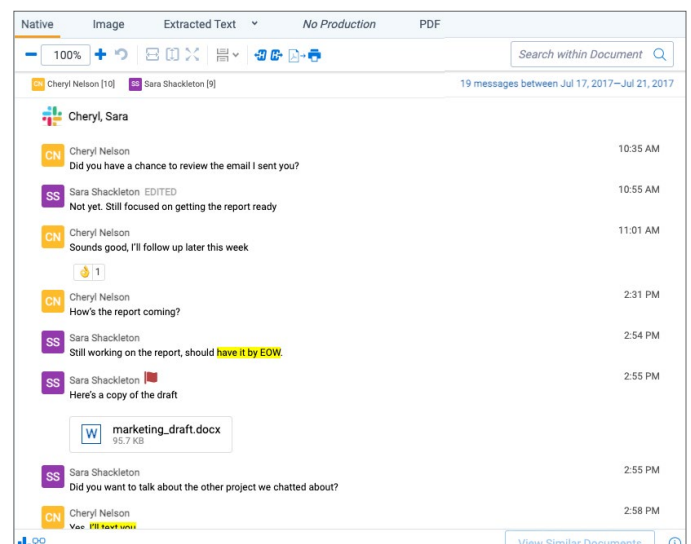 Native Image Extracted Text No Production PDF
100% Search within Document
CN Cheryl Nelson [10] SS Sara Shackleton [9] 19 messages between Jul 17, 2017—Jul 21, 2017
Cheryl, Sara
CN Cheryl Nelson 10:35 AM
Did you have a chance to review the email I sent you?
SS Sara Shackleton EDITED 10:55 AM
Not yet. Still focused on getting the report ready
CN Cheryl Nelson 11:01 AM
Sounds good, I'll follow up later this week
1
CN Cheryl Nelson 2:31 PM
How's the report coming?
SS Sara Shackleton 2:54 PM
Still working on the report, should have it by EOW.
SS Sara Shackleton 2:55 PM
Here's a copy of the draft
W marketing_draft.docx
95.7 KB
SS Sara Shackleton 2:55 PM
Did you want to talk about the other project we chatted about?
CN Cheryl Nelson 2:58 PM
Yes, I'll text you
View Similar Documents